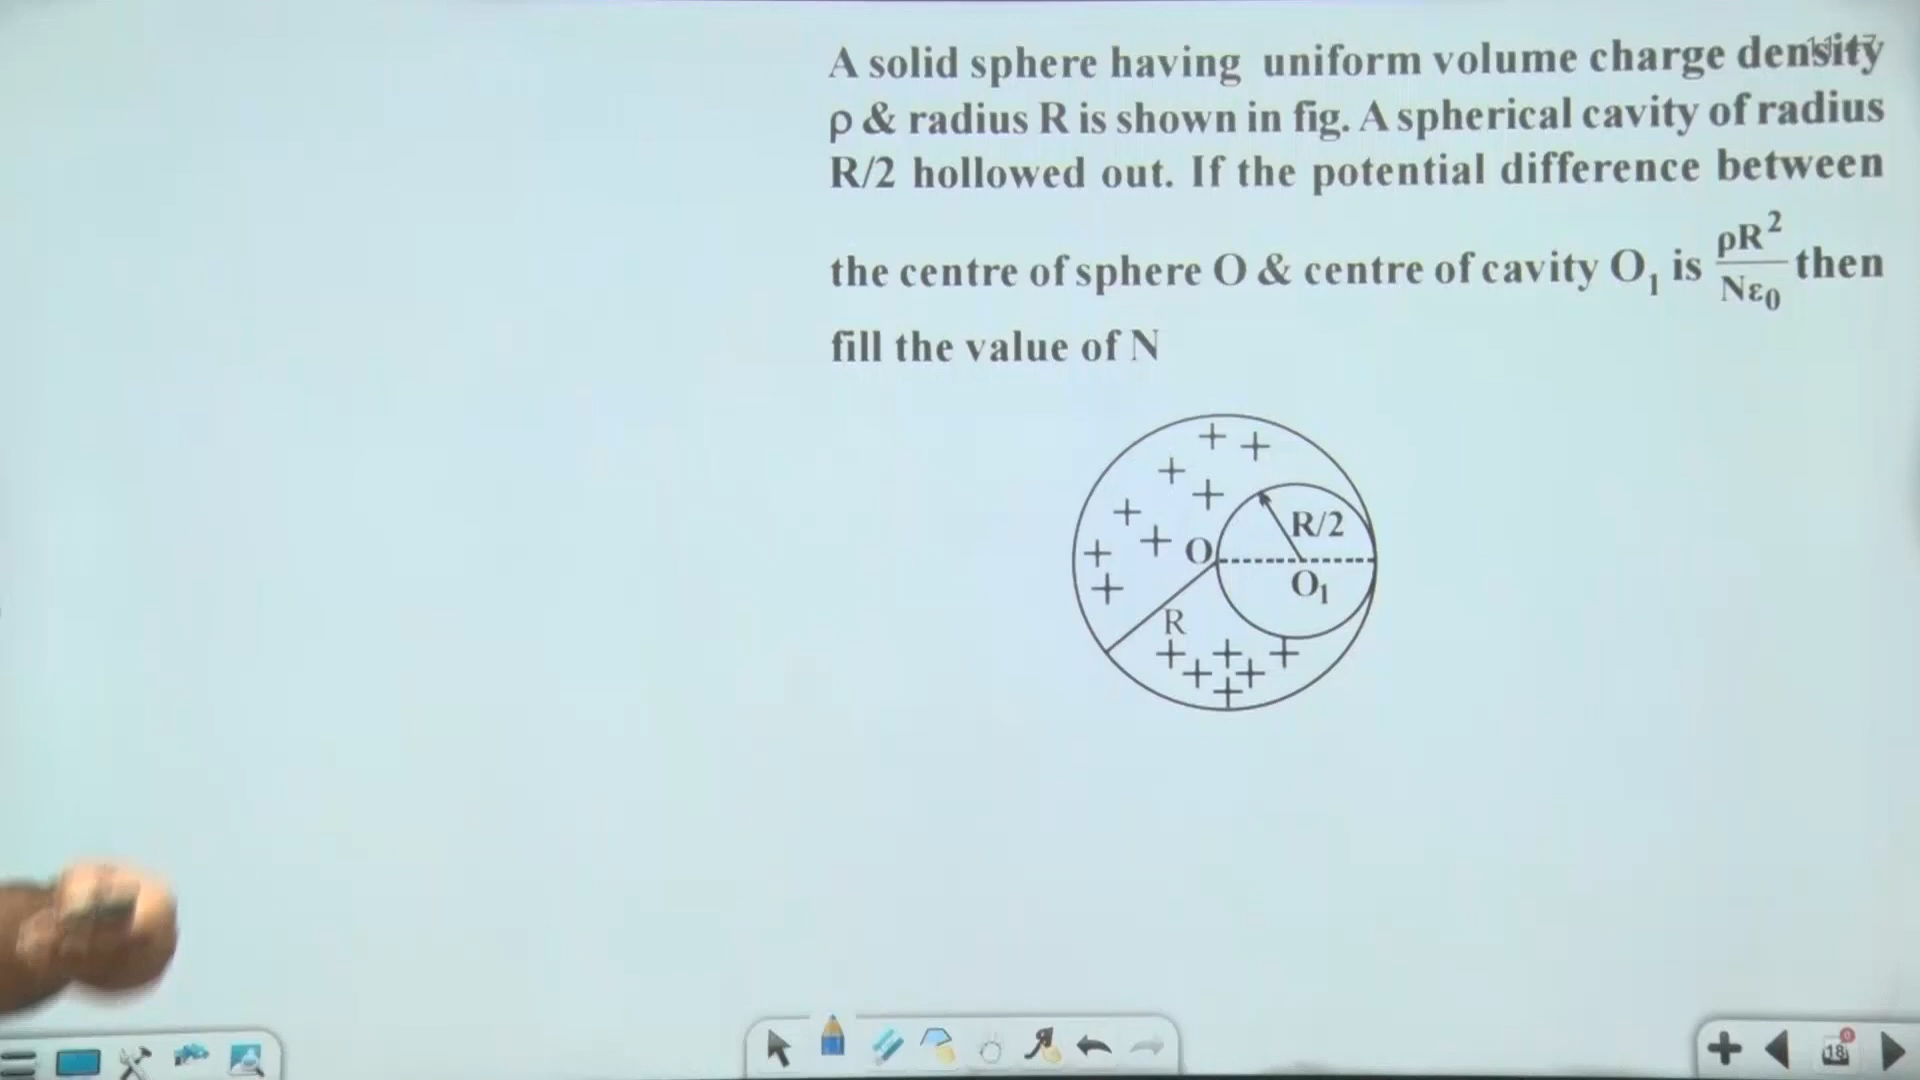 A solid sphere having uniform volume charge density
ρ & radius R is shown in fig. A spherical cavity of radius
R/2 hollowed out. If the potential difference between
the centre of sphere O & centre of cavity O₁ is ρR²/Nε₀ then
fill the value of N
R/2
O
O₁
R
18